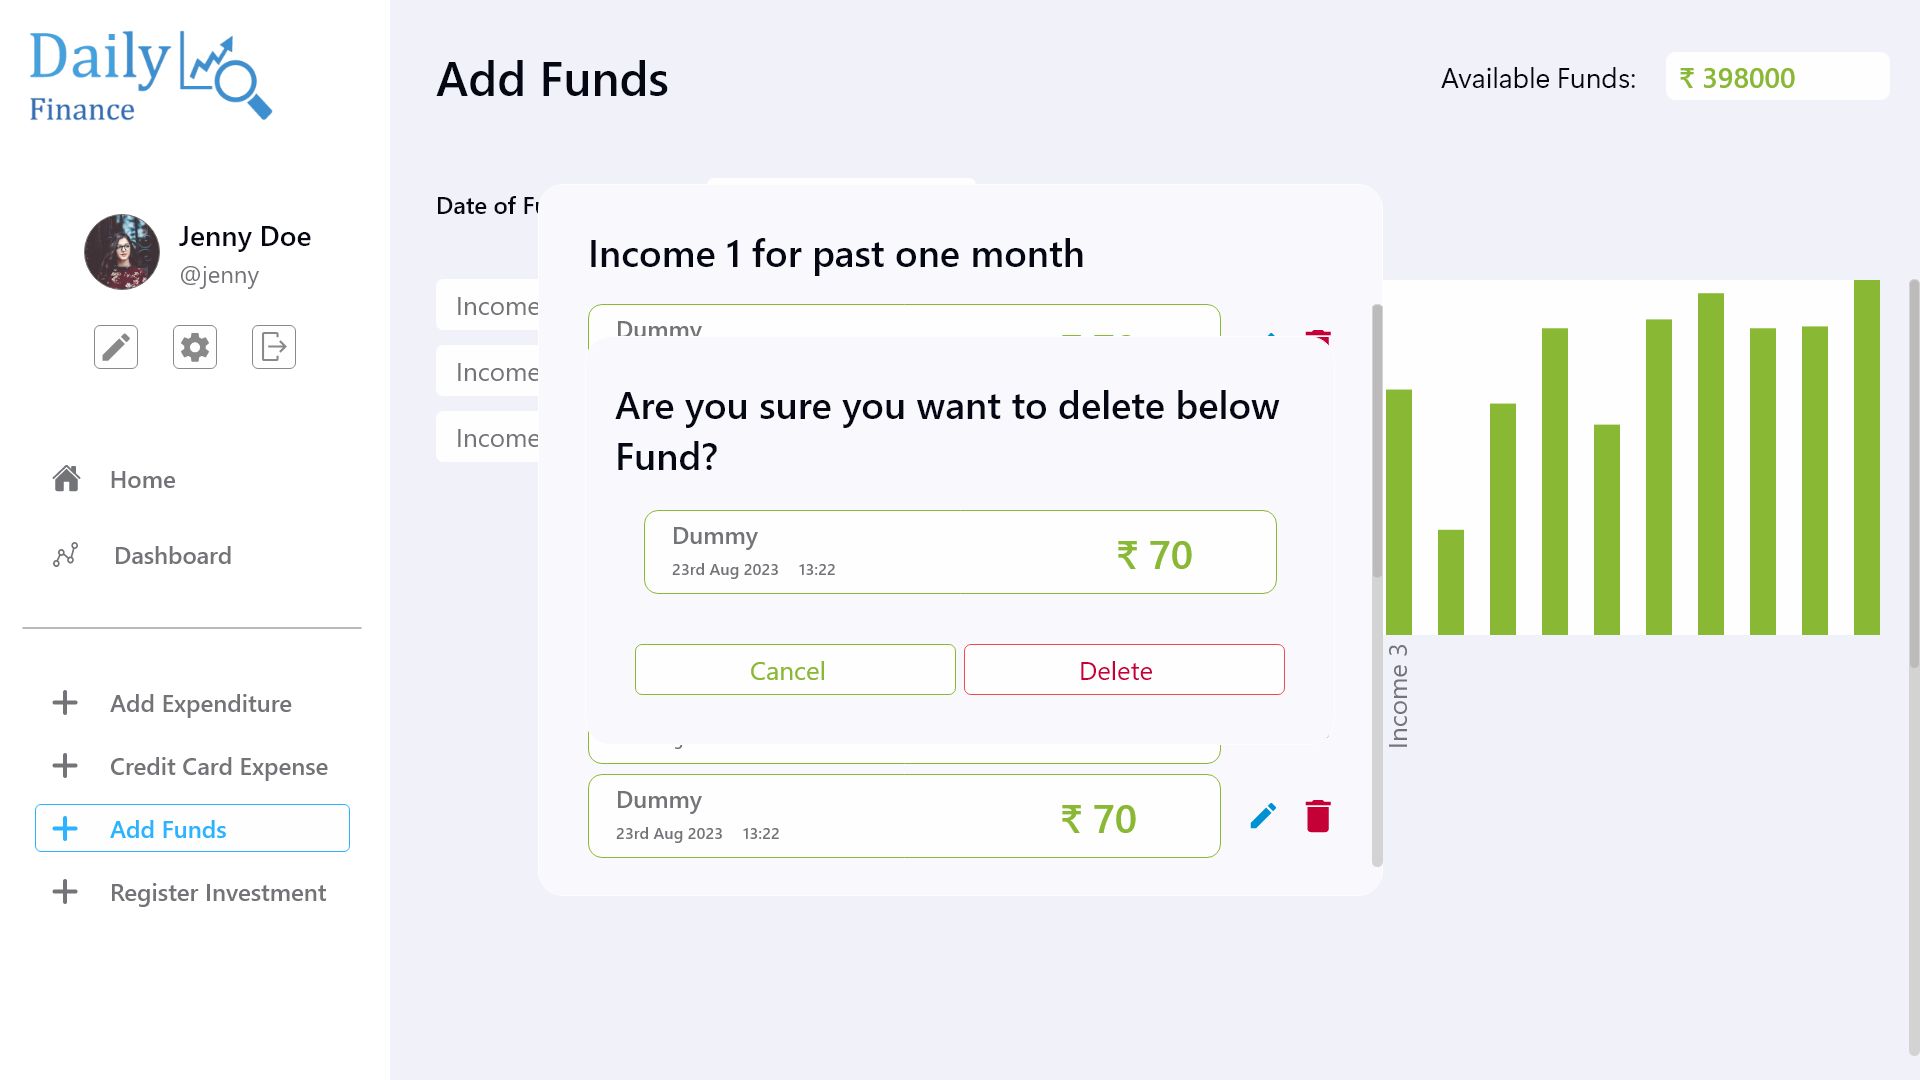 Daily
Finance
Jenny Doe
@jenny
Home
Dashboard
Add Expenditure
Credit Card Expense
Add Funds
Register Investment
Add Funds
Available Funds:
₹ 398000
Date of
Income 1 for past one month
Income
Income
Income
Dummy
Are you sure you want to delete below
Fund?
Dummy
₹ 70
23rd Aug 2023 13:22
Cancel
Delete
Dummy
₹ 70
23rd Aug 2023 13:22
Income 3